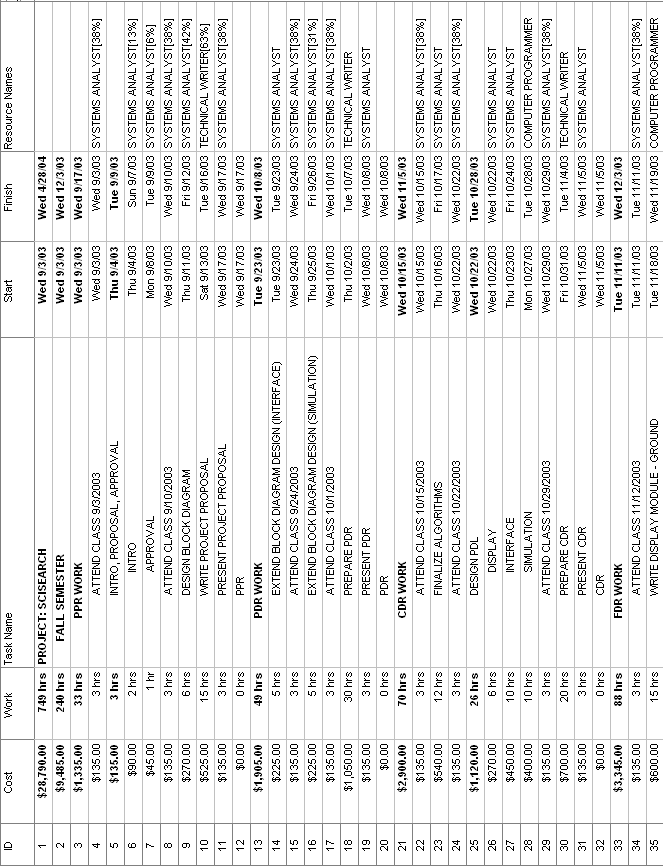 ID Cost Work Task Name Start Finish Resource Names
1 $28,790.00 749 hrs PROJECT: SCISEARCH Wed 9/3/03 Wed 4/28/04
2 $9,485.00 240 hrs FALL SEMESTER Wed 9/3/03 Wed 12/3/03
3 $1,335.00 33 hrs PPR WORK Wed 9/3/03 Wed 9/17/03
4 $135.00 3 hrs ATTEND CLASS 9/3/2003 Wed 9/3/03 Wed 9/3/03 SYSTEMS ANALYST[38%]
5 $135.00 3 hrs INTRO, PROPOSAL, APPROVAL Thu 9/4/03 Tue 9/9/03
6 $90.00 2 hrs INTRO Thu 9/4/03 Sun 9/7/03 SYSTEMS ANALYST[13%]
7 $45.00 1 hr APPROVAL Mon 9/8/03 Tue 9/9/03 SYSTEMS ANALYST[6%]
8 $135.00 3 hrs ATTEND CLASS 9/10/2003 Wed 9/10/03 Wed 9/10/03 SYSTEMS ANALYST[38%]
9 $270.00 6 hrs DESIGN BLOCK DIAGRAM Thu 9/11/03 Fri 9/12/03 SYSTEMS ANALYST[42%]
10 $525.00 15 hrs WRITE PROJECT PROPOSAL Sat 9/13/03 Tue 9/16/03 TECHNICAL WRITER[63%]
11 $135.00 3 hrs PRESENT PROJECT PROPOSAL Wed 9/17/03 Wed 9/17/03 SYSTEMS ANALYST[38%]
12 $0.00 0 hrs PPR Wed 9/17/03 Wed 9/17/03
13 $1,905.00 49 hrs PDR WORK Tue 9/23/03 Wed 10/8/03
14 $225.00 5 hrs EXTEND BLOCK DIAGRAM DESIGN (INTERFACE) Tue 9/23/03 Tue 9/23/03 SYSTEMS ANALYST
15 $135.00 3 hrs ATTEND CLASS 9/24/2003 Wed 9/24/03 Wed 9/24/03 SYSTEMS ANALYST[38%]
16 $225.00 5 hrs EXTEND BLOCK DIAGRAM DESIGN (SIMULATION) Thu 9/25/03 Fri 9/26/03 SYSTEMS ANALYST[31%]
17 $135.00 3 hrs ATTEND CLASS 10/1/2003 Wed 10/1/03 Wed 10/1/03 SYSTEMS ANALYST[38%]
18 $1,050.00 30 hrs PREPARE PDR Thu 10/2/03 Tue 10/7/03 TECHNICAL WRITER
19 $135.00 3 hrs PRESENT PDR Wed 10/8/03 Wed 10/8/03 SYSTEMS ANALYST
20 $0.00 0 hrs PDR Wed 10/8/03 Wed 10/8/03
21 $2,900.00 70 hrs CDR WORK Wed 10/15/03 Wed 11/5/03
22 $135.00 3 hrs ATTEND CLASS 10/15/2003 Wed 10/15/03 Wed 10/15/03 SYSTEMS ANALYST[38%]
23 $540.00 12 hrs FINALIZE ALGORITHMS Thu 10/16/03 Fri 10/17/03 SYSTEMS ANALYST
24 $135.00 3 hrs ATTEND CLASS 10/22/2003 Wed 10/22/03 Wed 10/22/03 SYSTEMS ANALYST[38%]
25 $1,120.00 26 hrs DESIGN PDL Wed 10/22/03 Tue 10/28/03
26 $270.00 6 hrs DISPLAY Wed 10/22/03 Wed 10/22/03 SYSTEMS ANALYST
27 $450.00 10 hrs INTERFACE Thu 10/23/03 Fri 10/24/03 SYSTEMS ANALYST
28 $400.00 10 hrs SIMULATION Mon 10/27/03 Tue 10/28/03 COMPUTER PROGRAMMER
29 $135.00 3 hrs ATTEND CLASS 10/29/2003 Wed 10/29/03 Wed 10/29/03 SYSTEMS ANALYST[38%]
30 $700.00 20 hrs PREPARE CDR Fri 10/31/03 Tue 11/4/03 TECHNICAL WRITER
31 $135.00 3 hrs PRESENT CDR Wed 11/5/03 Wed 11/5/03 SYSTEMS ANALYST
32 $0.00 0 hrs CDR Wed 11/5/03 Wed 11/5/03
33 $3,345.00 88 hrs FDR WORK Tue 11/11/03 Wed 12/3/03
34 $135.00 3 hrs ATTEND CLASS 11/12/2003 Tue 11/11/03 Tue 11/11/03 SYSTEMS ANALYST[38%]
35 $600.00 15 hrs WRITE DISPLAY MODULE - GROUND Tue 11/18/03 Wed 11/19/03 COMPUTER PROGRAMMER